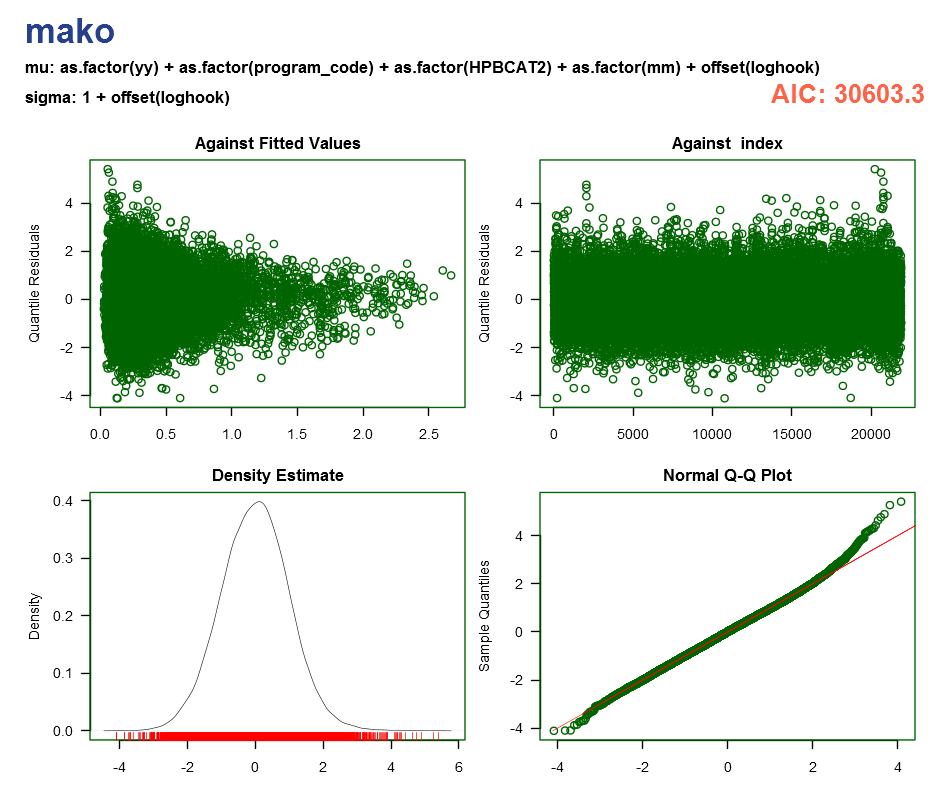 mako
mu: as.factor(yy) + as.factor(program_code) + as.factor(HPBCAT2) + as.factor(mm) + offset(loghook)
sigma: 1 + offset(loghook)
AIC: 30603.3
Against Fitted Values
Quantile Residuals
4
2
0
-2
-4
0.0 0.5 1.0 1.5 2.0 2.5
Against index
Quantile Residuals
4
2
0
-2
-4
0 5000 10000 15000 20000
Density Estimate
Density
0.4
0.3
0.2
0.1
0.0
-4 -2 0 2 4 6
Normal Q-Q Plot
Sample Quantiles
4
2
0
-2
-4
-4 -2 0 2 4